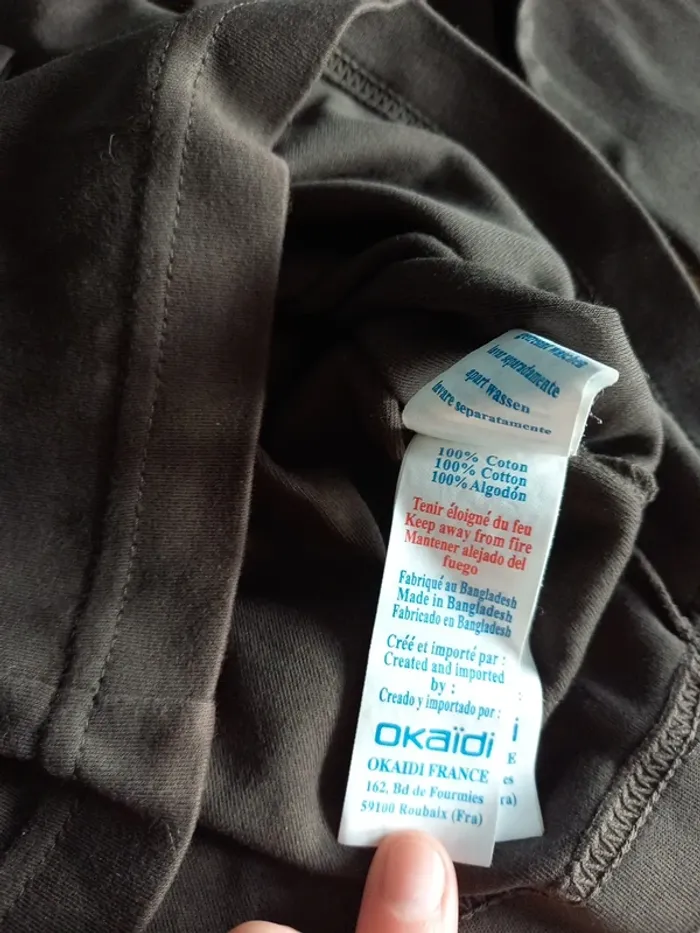 lavar separadamente
apart wassen
lavare separatamente
100% Coton
100% Cotton
100% Algodón
Tenir éloigné du feu
Keep away from fire
Mantener alejado del
fuego
Fabriqué au Bangladesh
Made in Bangladesh
Fabricado en Bangladesh
Créé et importé par :
Created and imported
by :
Creado y importado por :
OKaïdi
OKAIDI FRANCE
162, Bd de Fourmies
59100 Roubaix (Fra)